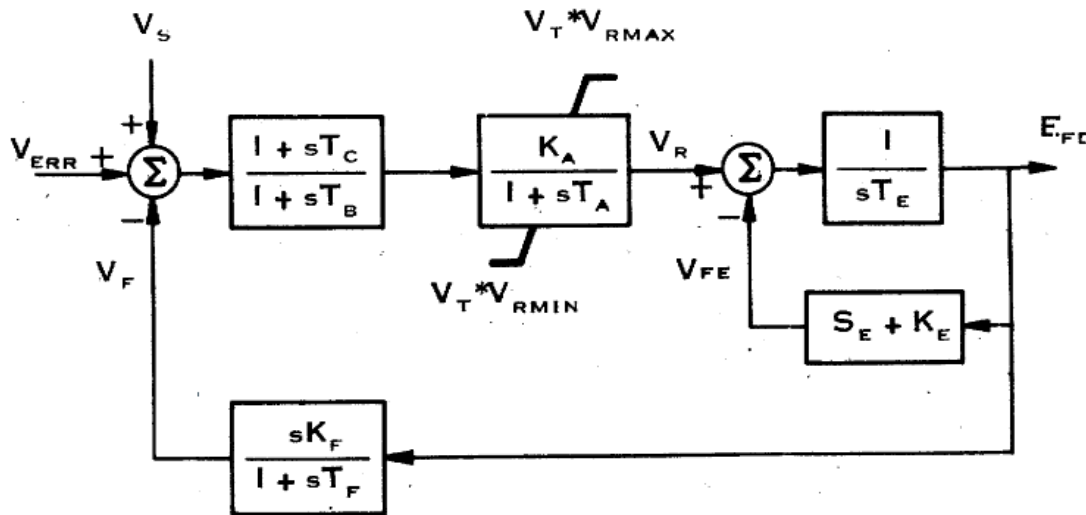 V_S
V_T*V_RMAX
+
V_ERR +
Σ
−
1 + sT_C
1 + sT_B
K_A
1 + sT_A
V_R
+
Σ
−
1
sT_E
E_FD
V_F
V_T*V_RMIN
V_FE
S_E + K_E
sK_F
1 + sT_F